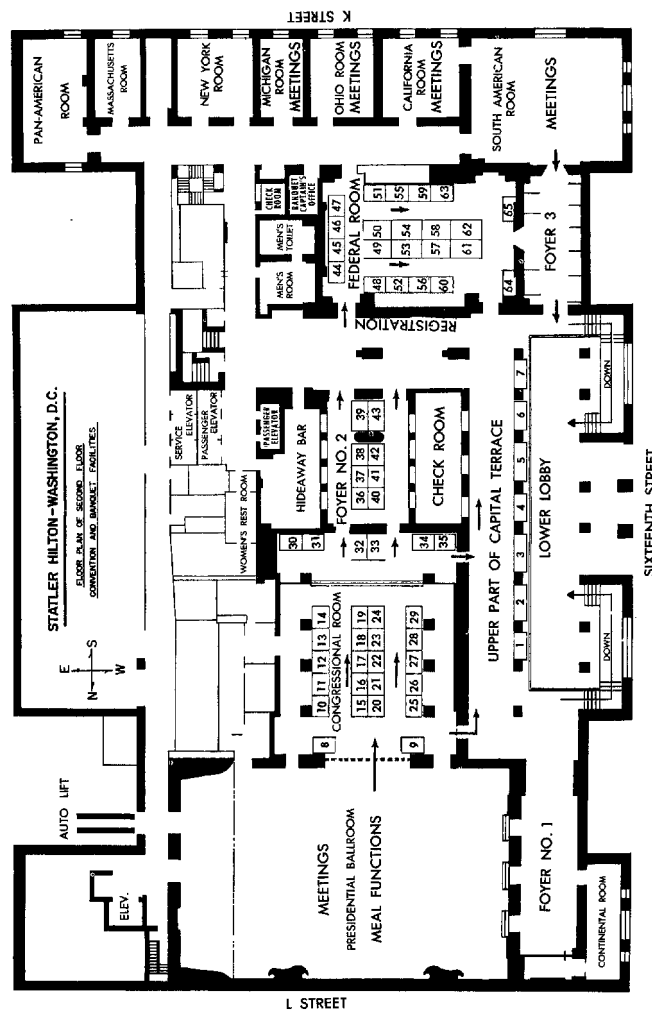 K STREET
PAN-AMERICAN
ROOM
MASSACHUSETTS
ROOM
NEW YORK
ROOM
MICHIGAN
ROOM
MEETINGS
OHIO ROOM
MEETINGS
CALIFORNIA
ROOM
MEETINGS
SOUTH AMERICAN
ROOM
MEETINGS
CHECK
ROOM
BANQUET
CAPTAIN'S
OFFICE
MEN'S
TOILET
MEN'S
ROOM
44 45 46 47
FEDERAL ROOM
48 49 50 51
52 53 54 55
56 57 58 59
60 61 62 63
64 65
FOYER 3
REGISTRATION
STATLER HILTON-WASHINGTON, D.C.
FLOOR PLAN OF SECOND FLOOR
CONVENTION AND BANQUET FACILITIES
N E S W
SERVICE
ELEVATOR
PASSENGER
ELEVATOR
PASSENGER
ELEVATOR
WOMEN'S REST ROOM
HIDEAWAY BAR
FOYER NO. 2
36 37 38 39
40 41 42 43
CHECK ROOM
30 31
32
33
34 35
UPPER PART OF CAPITAL TERRACE
1 2 3 4 5 6 7
LOWER LOBBY
DOWN
DOWN
SIXTEENTH STREET
10 11 12 13 14
CONGRESSIONAL ROOM
15 16 17 18 19
20 21 22 23 24
25 26 27 28 29
8
9
AUTO LIFT
ELEV.
MEETINGS
PRESIDENTIAL BALLROOM
MEAL FUNCTIONS
FOYER NO. 1
CONTINENTAL ROOM
L STREET